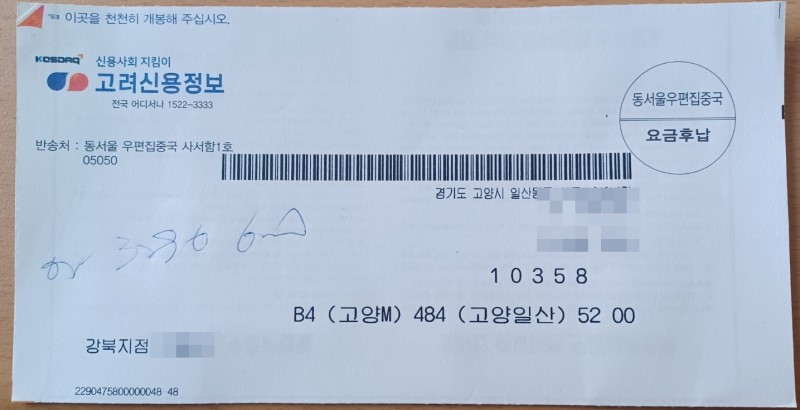 이곳을 천천히 개봉해 주십시오.
KOSDAQ 신용사회 지킴이
고려신용정보
전국 어디서나 1522-3333
동서울우편집중국
요금후납
반송처 : 동서울 우편집중국 사서함1호
05050
경기도 고양시 일산동
10358
B4 (고양M) 484 (고양일산) 52 00
강북지점
2290475800000048-48